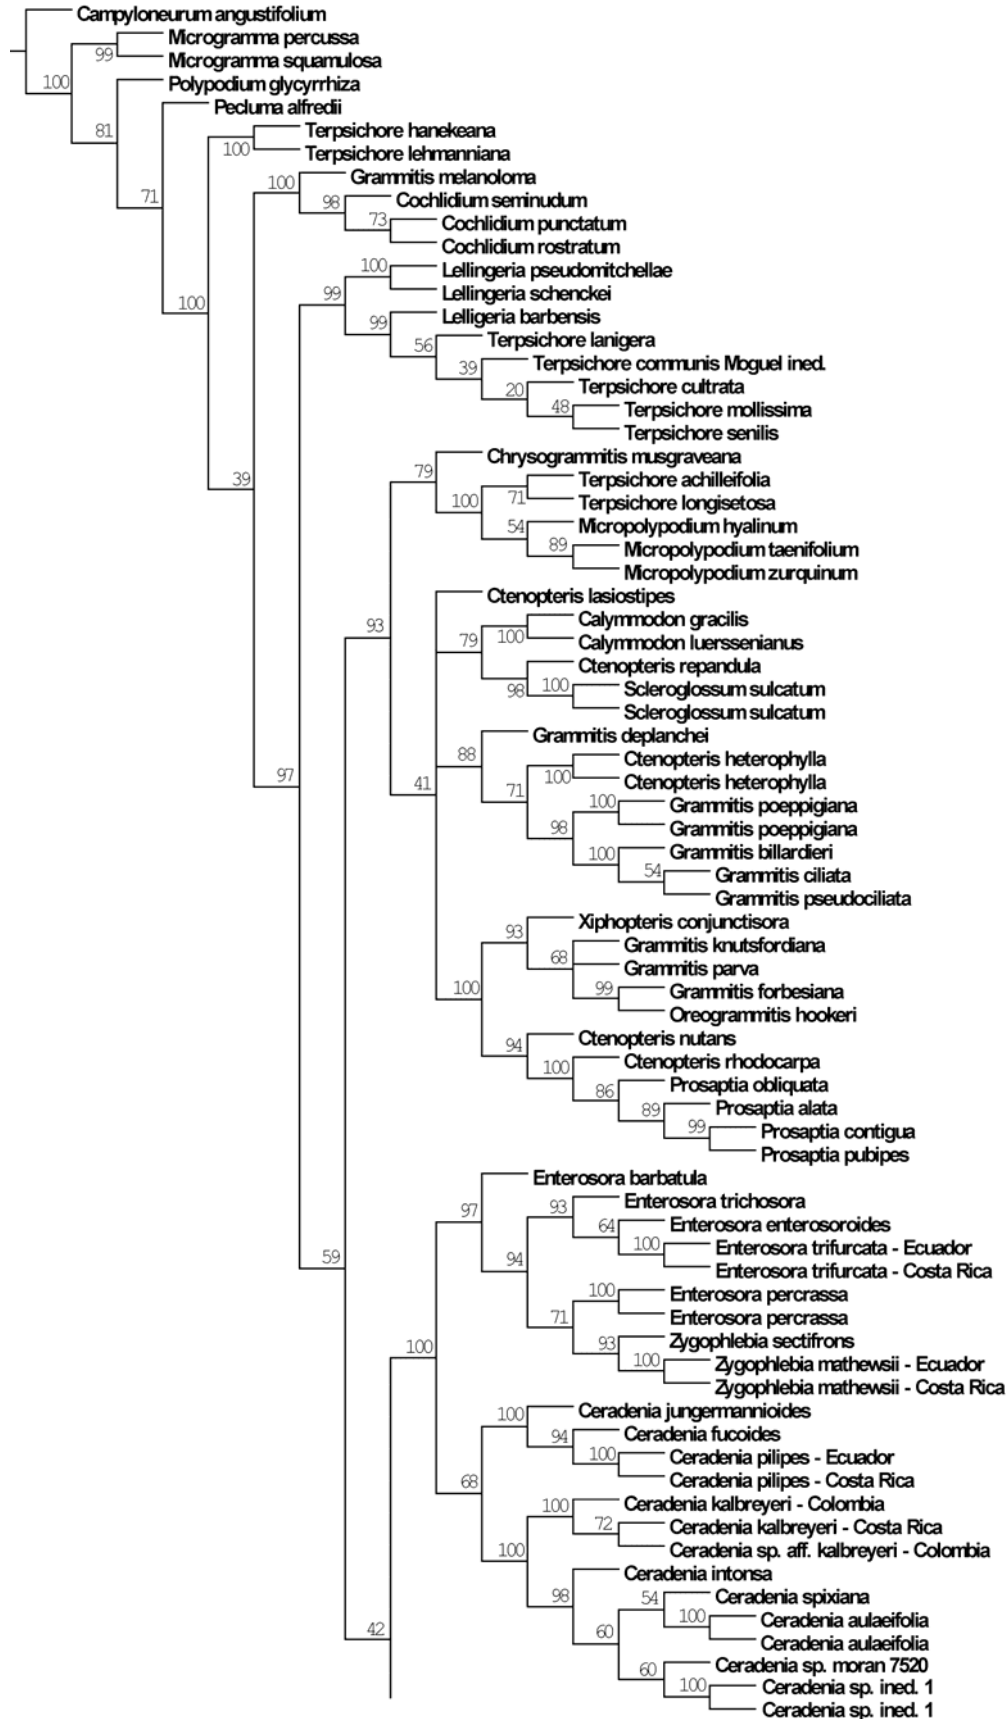 Campyloneurum angustifolium
Microgramma percussa
99
Microgramma squamulosa
100
Polypodium glycyrrhiza
Pecluma alfredii
81
Terpsichore hanekeana
100
Terpsichore lehmanniana
100
Grammitis melanoloma
71
98
Cochlidium seminudum
73
Cochlidium punctatum
Cochlidium rostratum
100
Lellingeria pseudomitchellae
99
Lellingeria schenckei
100
99
Lelligeria barbensis
56
Terpsichore lanigera
39
Terpsichore communis Moguel ined.
20
Terpsichore cultrata
48
Terpsichore mollissima
Terpsichore senilis
Chrysogrammitis musgraveana
79
39
Terpsichore achilleifolia
100
71
Terpsichore longisetosa
54
Micropolypodium hyalinum
89
Micropolypodium taenifolium
Micropolypodium zurquinum
Ctenopteris lasiostipes
93
Calymmodon gracilis
79
100
Calymmodon luerssenianus
Ctenopteris repandula
98
100
Scleroglossum sulcatum
Scleroglossum sulcatum
Grammitis deplanchei
88
Ctenopteris heterophylla
97
41
100
Ctenopteris heterophylla
71
100
Grammitis poeppigiana
98
Grammitis poeppigiana
100
Grammitis billardieri
54
Grammitis ciliata
Grammitis pseudociliata
Xiphopteris conjunctisora
93
Grammitis knutsfordiana
68
Grammitis parva
100
99
Grammitis forbesiana
Oreogrammitis hookeri
Ctenopteris nutans
94
Ctenopteris rhodocarpa
100
86
Prosaptia obliquata
89
Prosaptia alata
99
Prosaptia contigua
Prosaptia pubipes
Enterosora barbatula
97
93
Enterosora trichosora
64
Enterosora enterosoroides
59
94
100
Enterosora trifurcata - Ecuador
Enterosora trifurcata - Costa Rica
100
Enterosora percrassa
71
Enterosora percrassa
93
Zygophlebia sectifrons
100
100
Zygophlebia mathewsii - Ecuador
Zygophlebia mathewsii - Costa Rica
100
Ceradenia jungermannioides
94
Ceradenia fucoides
100
Ceradenia pilipes - Ecuador
68
Ceradenia pilipes - Costa Rica
100
Ceradenia kalbreyeri - Colombia
72
Ceradenia kalbreyeri - Costa Rica
100
Ceradenia sp. aff. kalbreyeri - Colombia
Ceradenia intonsa
98
54
Ceradenia spixiana
100
Ceradenia aulaeifolia
42
60
Ceradenia aulaeifolia
60
Ceradenia sp. moran 7520
100
Ceradenia sp. ined. 1
Ceradenia sp. ined. 1